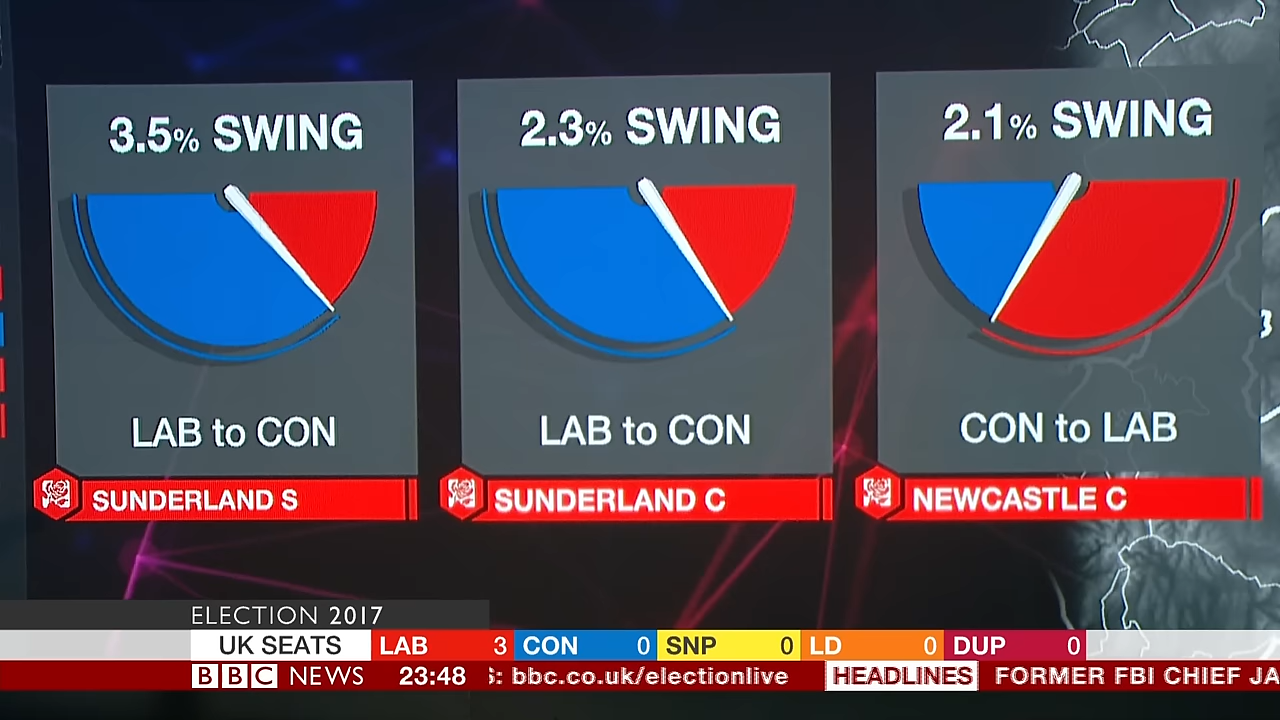 3.5% SWING
LAB to CON
SUNDERLAND S
2.3% SWING
LAB to CON
SUNDERLAND C
2.1% SWING
CON to LAB
NEWCASTLE C
3
ELECTION 2017
UK SEATS LAB 3 CON 0 SNP 0 LD 0 DUP 0
BBC NEWS 23:48 : bbc.co.uk/electionlive HEADLINES FORMER FBI CHIEF JA